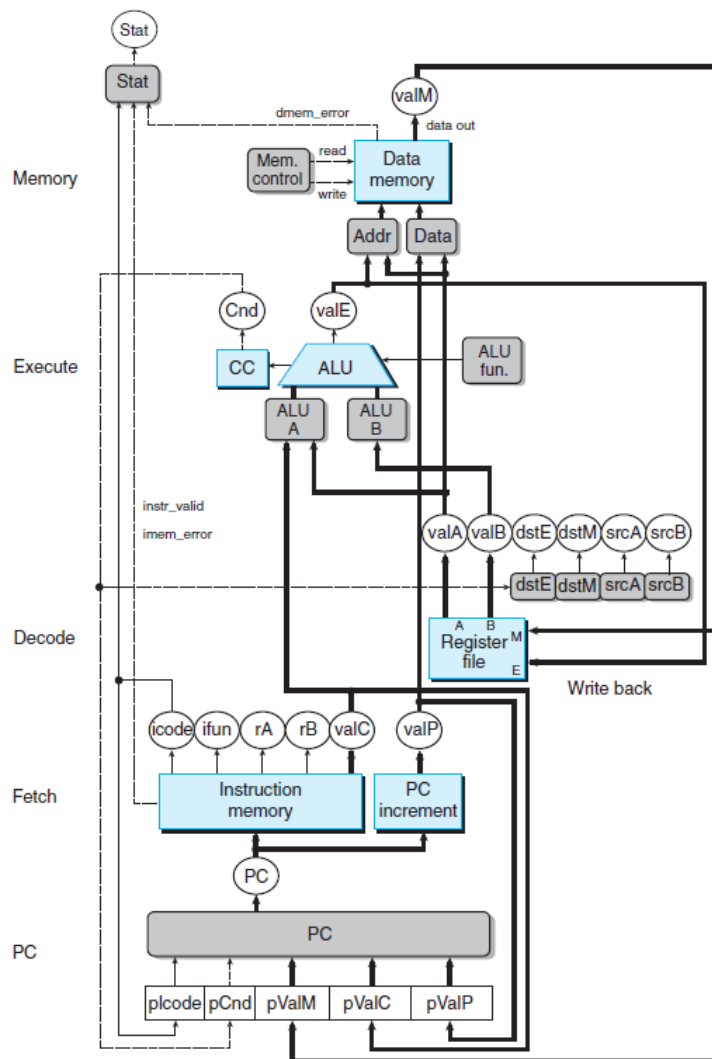 Stat
Stat
valM
dmem_error
data out
Mem.
control
read
write
Data
memory
Memory
Addr
Data
Cnd
valE
CC
ALU
ALU
fun.
Execute
ALU
A
ALU
B
instr_valid
imem_error
valA
valB
dstE
dstM
srcA
srcB
dstE
dstM
srcA
srcB
Decode
A
B
M
Register
file
E
Write back
icode
ifun
rA
rB
valC
valP
Fetch
Instruction
memory
PC
increment
PC
PC
PC
pIcode
pCnd
pValM
pValC
pValP